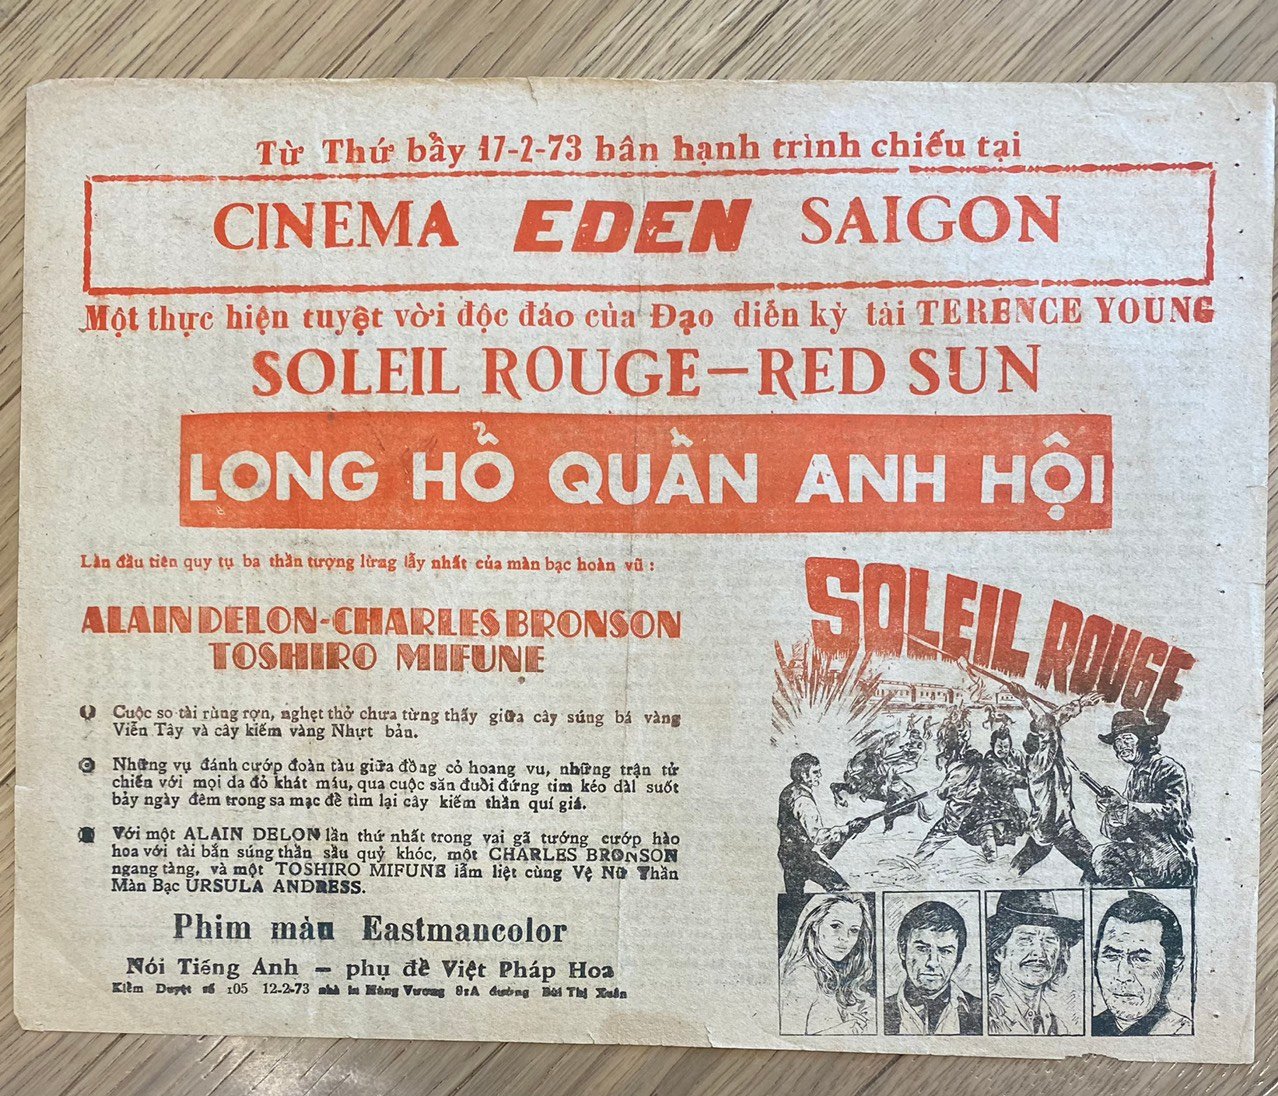 Từ Thứ bẩy 17-2-73 hân hạnh trình chiếu tại
CINEMA EDEN SAIGON
Một thực hiện tuyệt vời độc đáo của Đạo diễn kỳ tài TERENCE YOUNG
SOLEIL ROUGE — RED SUN
LONG HỔ QUẦN ANH HỘI
Lần đầu tiên quy tụ ba thần tượng lừng lẫy nhất của màn bạc hoàn vũ :
ALAIN DELON - CHARLES BRONSON
TOSHIRO MIFUNE
Cuộc so tài rùng rợn, nghẹt thở chưa từng thấy giữa cây súng bá vàng
Viễn Tây và cây kiếm vàng Nhựt bản.
Những vụ đánh cướp đoàn tàu giữa đồng cỏ hoang vu, những trận tử
chiến với mọi da đỏ khát máu, qua cuộc săn đuổi đứng tim kéo dài suốt
bảy ngày đêm trong sa mạc để tìm lại cây kiếm thần quí giá.
Với một ALAIN DELON lần thứ nhất trong vai gã tướng cướp hào
hoa với tài bắn súng thần sầu quỷ khóc, một CHARLES BRONSON
ngang tàng, và một TOSHIRO MIFUNE lẫm liệt cùng Vệ Nữ Thần
Màn Bạc URSULA ANDRESS.
Phim màu Eastmancolor
Nói Tiếng Anh — phụ đề Việt Pháp Hoa
Kiểm Duyệt số 105 12-2-73 nhà in Hùng Vương 91A đường Bùi Thị Xuân
SOLEIL ROUGE